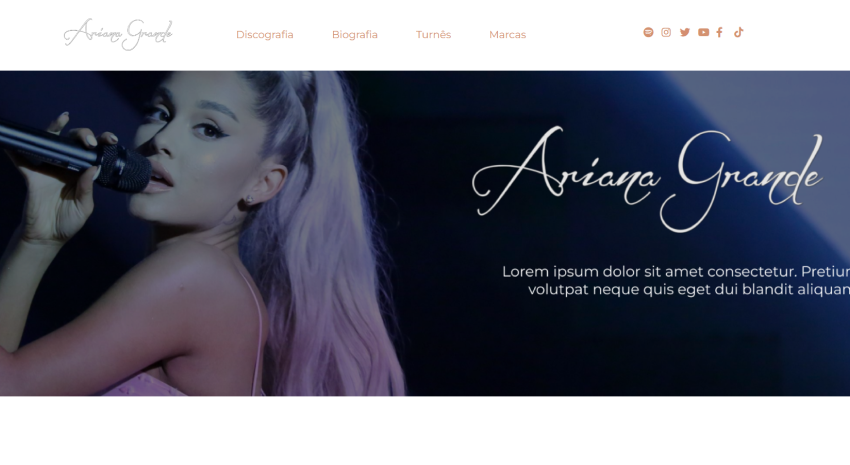 Ariana Grande
Discografia Biografia Turnês Marcas
Ariana Grande
Lorem ipsum dolor sit amet consectetur. Pretiu
volutpat neque quis eget dui blandit aliquan